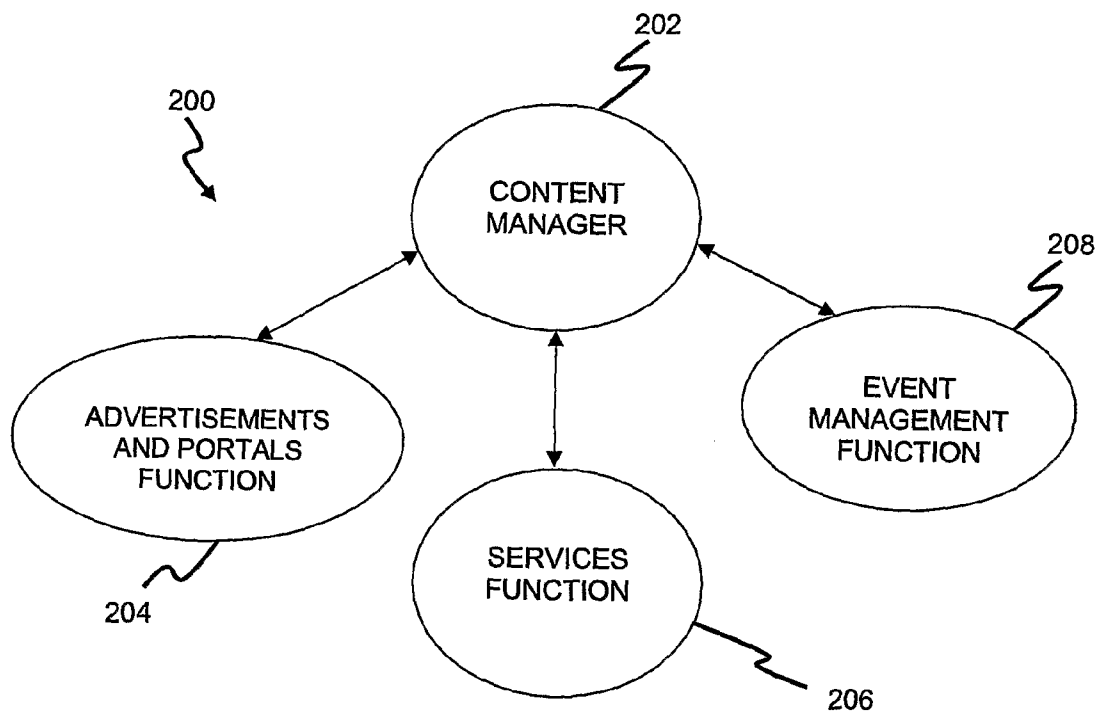 202
200
CONTENT
MANAGER
208
ADVERTISEMENTS
AND PORTALS
FUNCTION
EVENT
MANAGEMENT
FUNCTION
SERVICES
FUNCTION
204
206